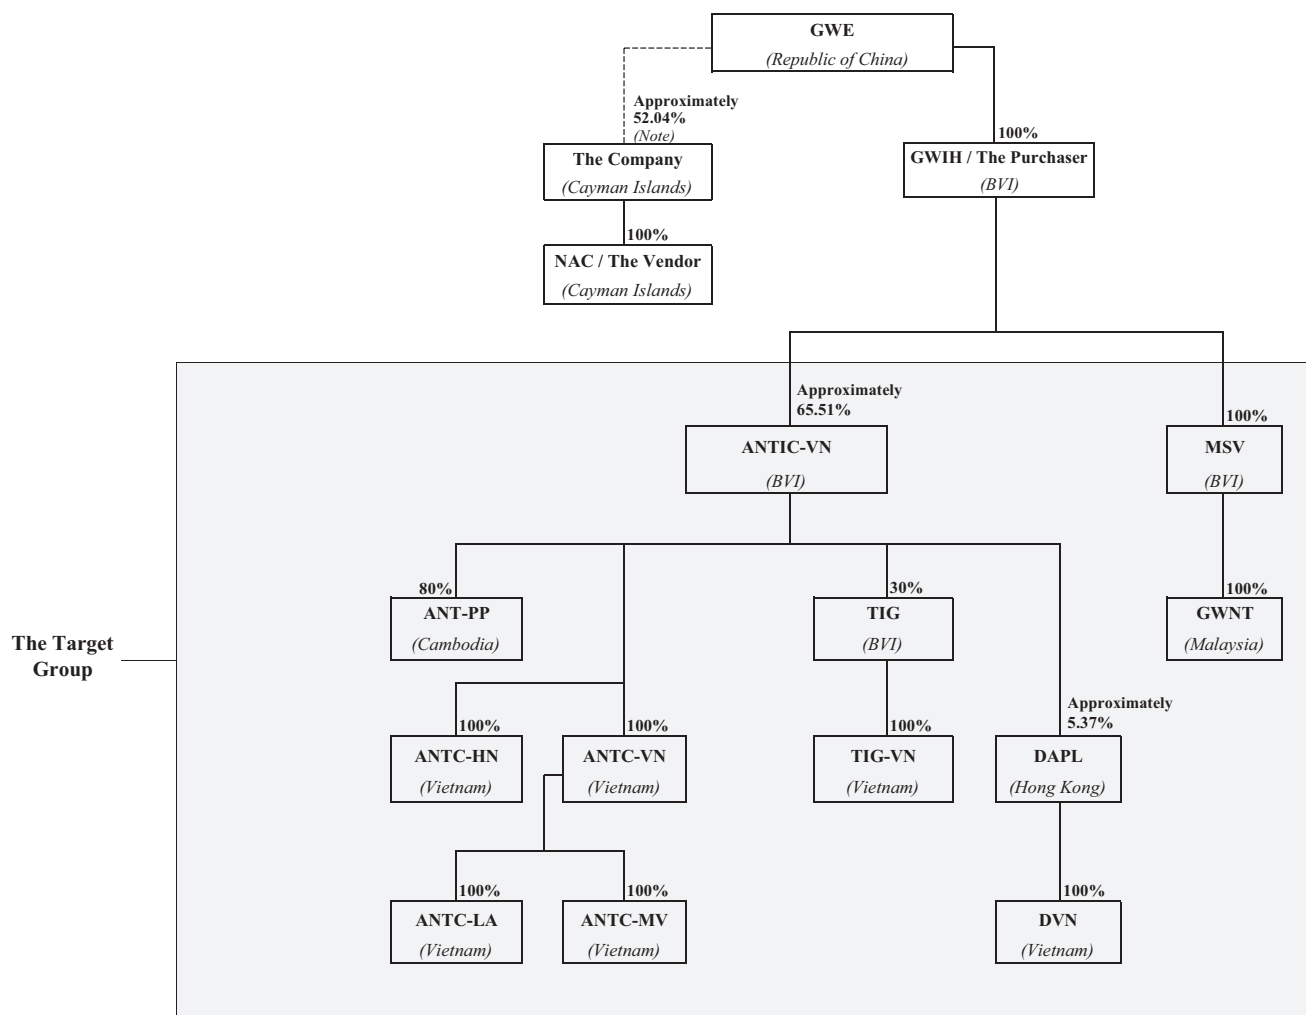 GWE
(Republic of China)
Approximately
52.04%
(Note)
100%
The Company
(Cayman Islands)
GWIH / The Purchaser
(BVI)
100%
NAC / The Vendor
(Cayman Islands)
Approximately
65.51%
100%
ANTIC-VN
(BVI)
MSV
(BVI)
80%
30%
100%
ANT-PP
(Cambodia)
TIG
(BVI)
GWNT
(Malaysia)
The Target
Group
Approximately
5.37%
100%
100%
100%
ANTC-HN
(Vietnam)
ANTC-VN
(Vietnam)
TIG-VN
(Vietnam)
DAPL
(Hong Kong)
100%
100%
100%
ANTC-LA
(Vietnam)
ANTC-MV
(Vietnam)
DVN
(Vietnam)